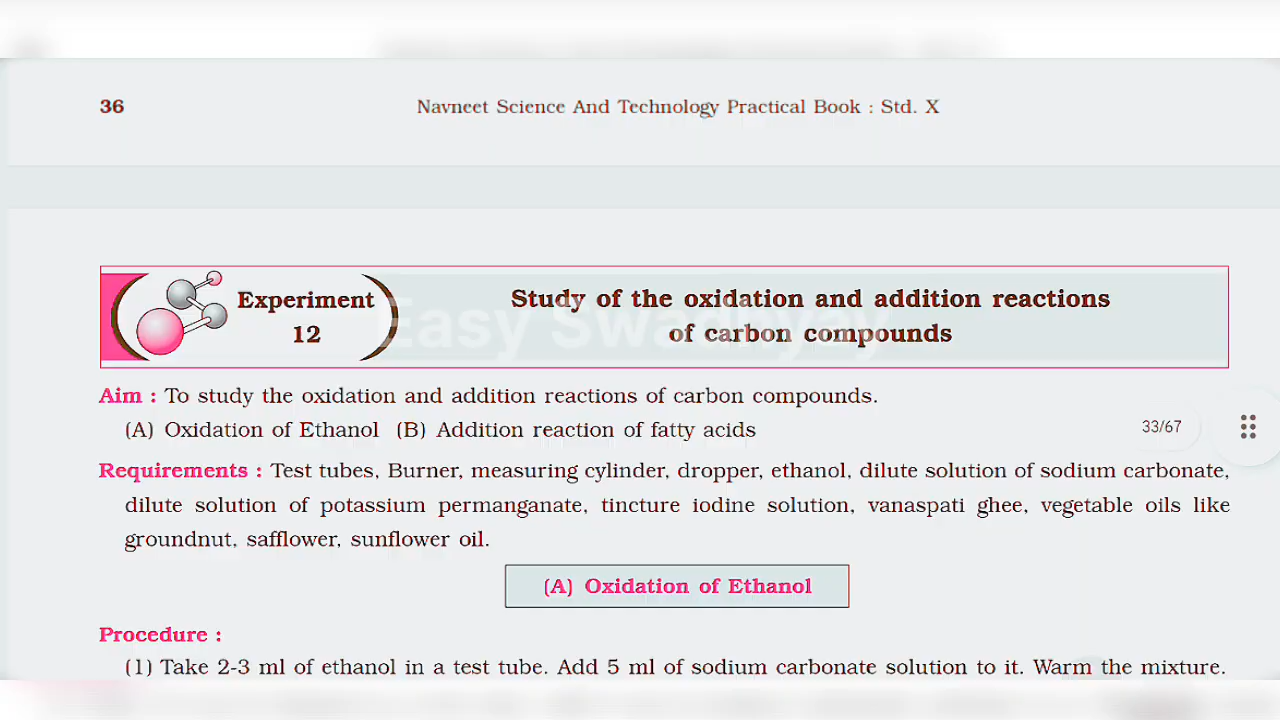 36
Navneet Science And Technology Practical Book : Std. X
Experiment
12
Study of the oxidation and addition reactions
of carbon compounds
Easy Swadhyay
Aim : To study the oxidation and addition reactions of carbon compounds.
(A) Oxidation of Ethanol (B) Addition reaction of fatty acids
33/67
Requirements : Test tubes, Burner, measuring cylinder, dropper, ethanol, dilute solution of sodium carbonate,
dilute solution of potassium permanganate, tincture iodine solution, vanaspati ghee, vegetable oils like
groundnut, safflower, sunflower oil.
(A) Oxidation of Ethanol
Procedure :
(1) Take 2-3 ml of ethanol in a test tube. Add 5 ml of sodium carbonate solution to it. Warm the mixture.